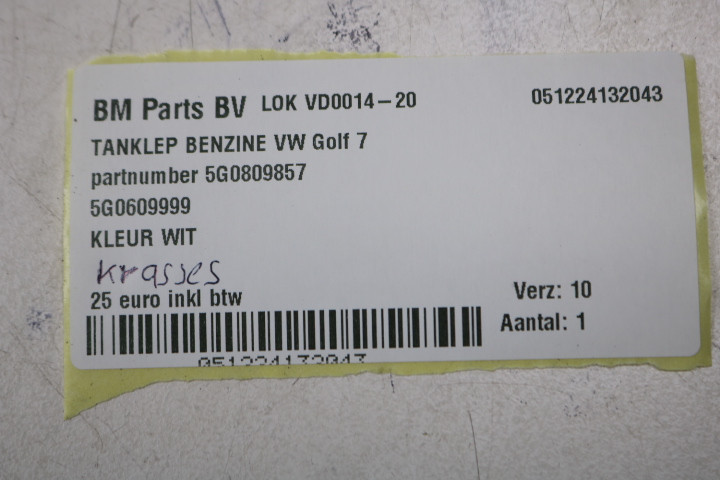 BM Parts BV LOK VD0014-20 051224132043
TANKLEP BENZINE VW Golf 7
partnumber 5G0809857
5G0609999
KLEUR WIT
krasses
25 euro inkl btw
Verz: 10
Aantal: 1
051224132043